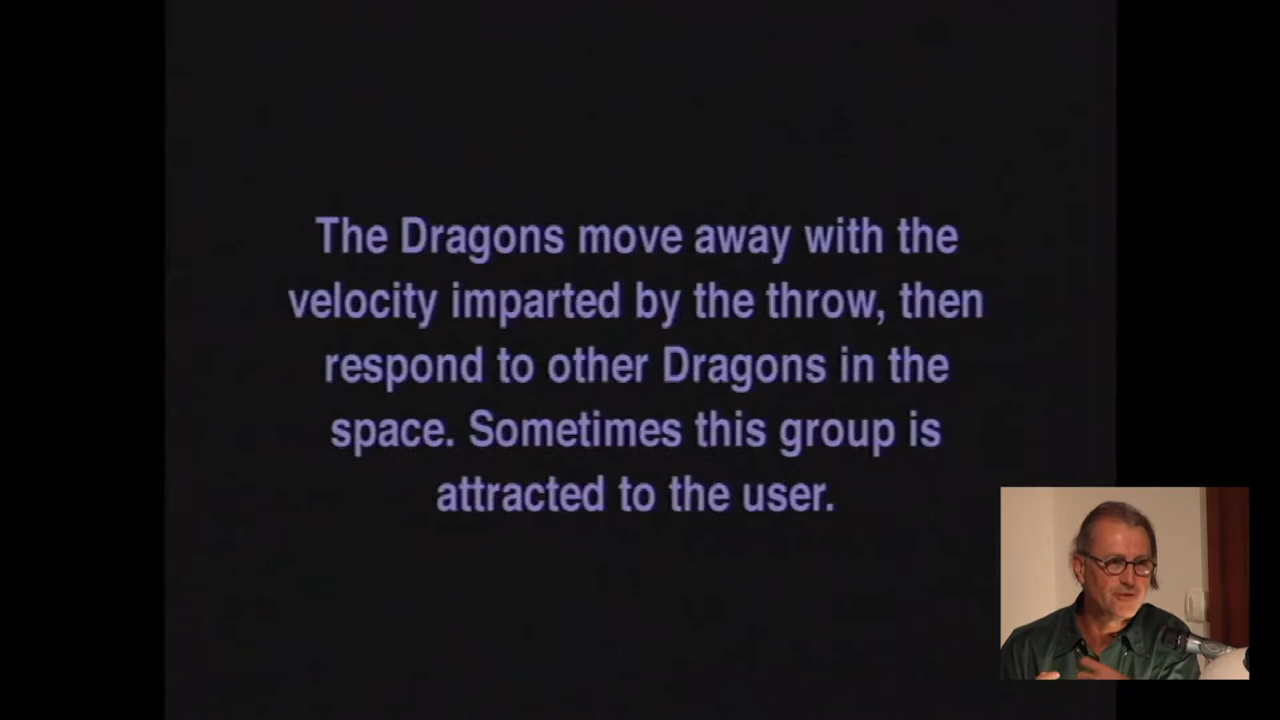 The Dragons move away with the
velocity imparted by the throw, then
respond to other Dragons in the
space. Sometimes this group is
attracted to the user.